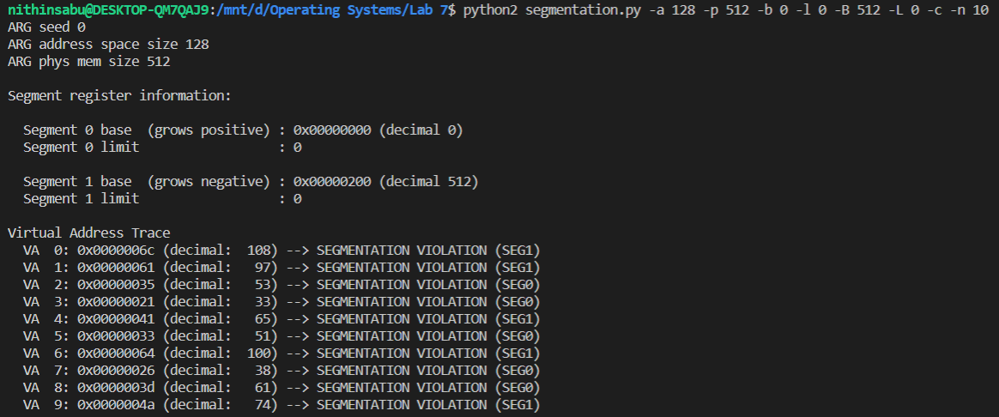 nithinsabu@DESKTOP-QM7QAJ9:/mnt/d/Operating Systems/Lab 7$ python2 segmentation.py -a 128 -p 512 -b 0 -l 0 -B 512 -L 0 -c -n 10
ARG seed 0
ARG address space size 128
ARG phys mem size 512
Segment register information:
Segment 0 base  (grows positive) : 0x00000000 (decimal 0)
Segment 0 limit                  : 0
Segment 1 base  (grows negative) : 0x00000200 (decimal 512)
Segment 1 limit                  : 0
Virtual Address Trace
VA  0: 0x0000006c (decimal:  108) --> SEGMENTATION VIOLATION (SEG1)
VA  1: 0x00000061 (decimal:   97) --> SEGMENTATION VIOLATION (SEG1)
VA  2: 0x00000035 (decimal:   53) --> SEGMENTATION VIOLATION (SEG0)
VA  3: 0x00000021 (decimal:   33) --> SEGMENTATION VIOLATION (SEG0)
VA  4: 0x00000041 (decimal:   65) --> SEGMENTATION VIOLATION (SEG1)
VA  5: 0x00000033 (decimal:   51) --> SEGMENTATION VIOLATION (SEG0)
VA  6: 0x00000064 (decimal:  100) --> SEGMENTATION VIOLATION (SEG1)
VA  7: 0x00000026 (decimal:   38) --> SEGMENTATION VIOLATION (SEG0)
VA  8: 0x0000003d (decimal:   61) --> SEGMENTATION VIOLATION (SEG0)
VA  9: 0x0000004a (decimal:   74) --> SEGMENTATION VIOLATION (SEG1)